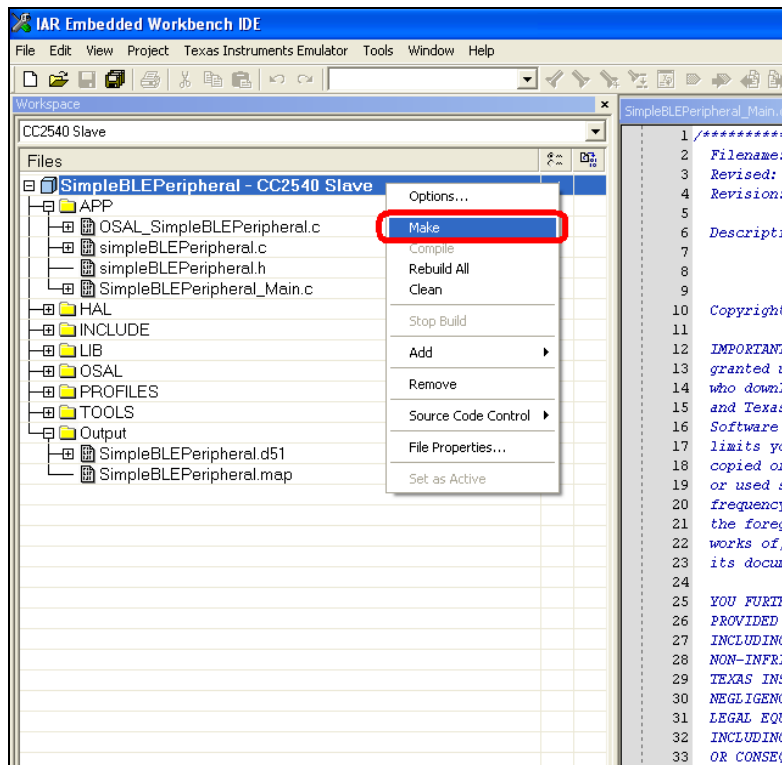 IAR Embedded Workbench IDE
File Edit View Project Texas Instruments Emulator Tools Window Help
Workspace
CC2540 Slave
Files
SimpleBLEPeripheral - CC2540 Slave
APP
OSAL_SimpleBLEPeripheral.c
simpleBLEPeripheral.c
simpleBLEPeripheral.h
SimpleBLEPeripheral_Main.c
HAL
INCLUDE
LIB
OSAL
PROFILES
TOOLS
Output
SimpleBLEPeripheral.d51
SimpleBLEPeripheral.map
Options...
Make
Compile
Rebuild All
Clean
Stop Build
Add
Remove
Source Code Control
File Properties...
Set as Active
SimpleBLEPeripheral_Main.
1 /**********
2 Filename:
3 Revised:
4 Revision:
5
6 Descripti
7
8
9
10 Copyright
11
12 IMPORTANT
13 granted u
14 who downl
15 and Texas
16 Software
17 limits yo
18 copied or
19 or used s
20 frequency
21 the foreg
22 works of,
23 its docum
24
25 YOU FURTH
26 PROVIDED
27 INCLUDING
28 NON-INFRI
29 TEXAS INS
30 NEGLIGENC
31 LEGAL EQU
32 INCLUDING
33 OR CONSEQ